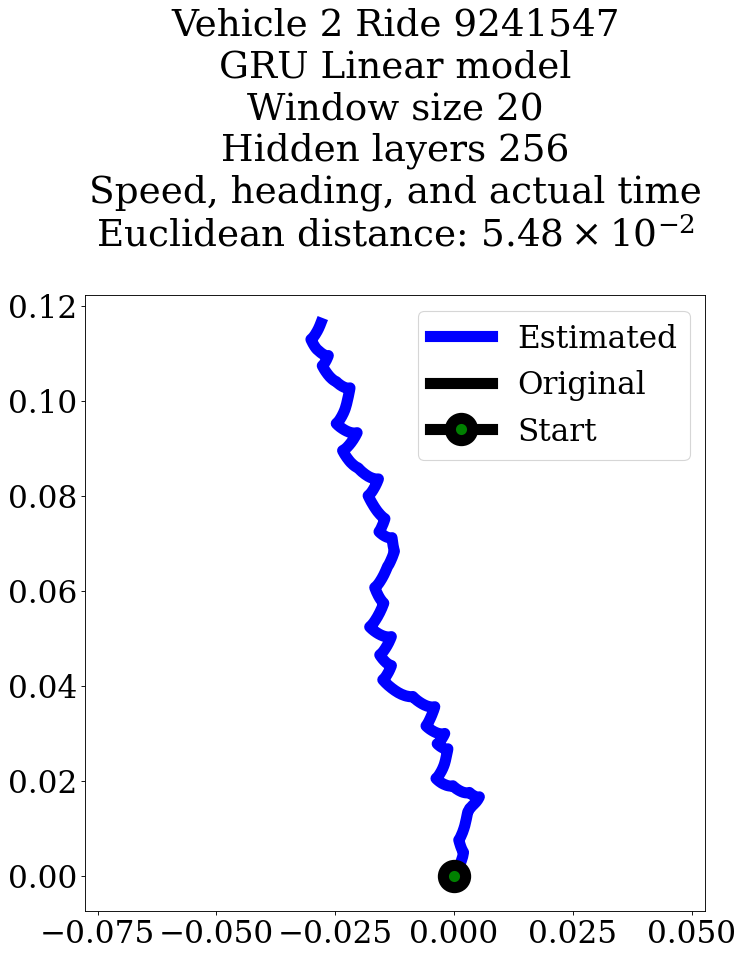 Vehicle 2 Ride 9241547
GRU Linear model
Window size 20
Hidden layers 256
Speed, heading, and actual time
Euclidean distance: 5.48 × 10⁻²
Estimated
Original
Start
0.12
0.10
0.08
0.06
0.04
0.02
0.00
−0.075 −0.050 −0.025 0.000 0.025 0.050